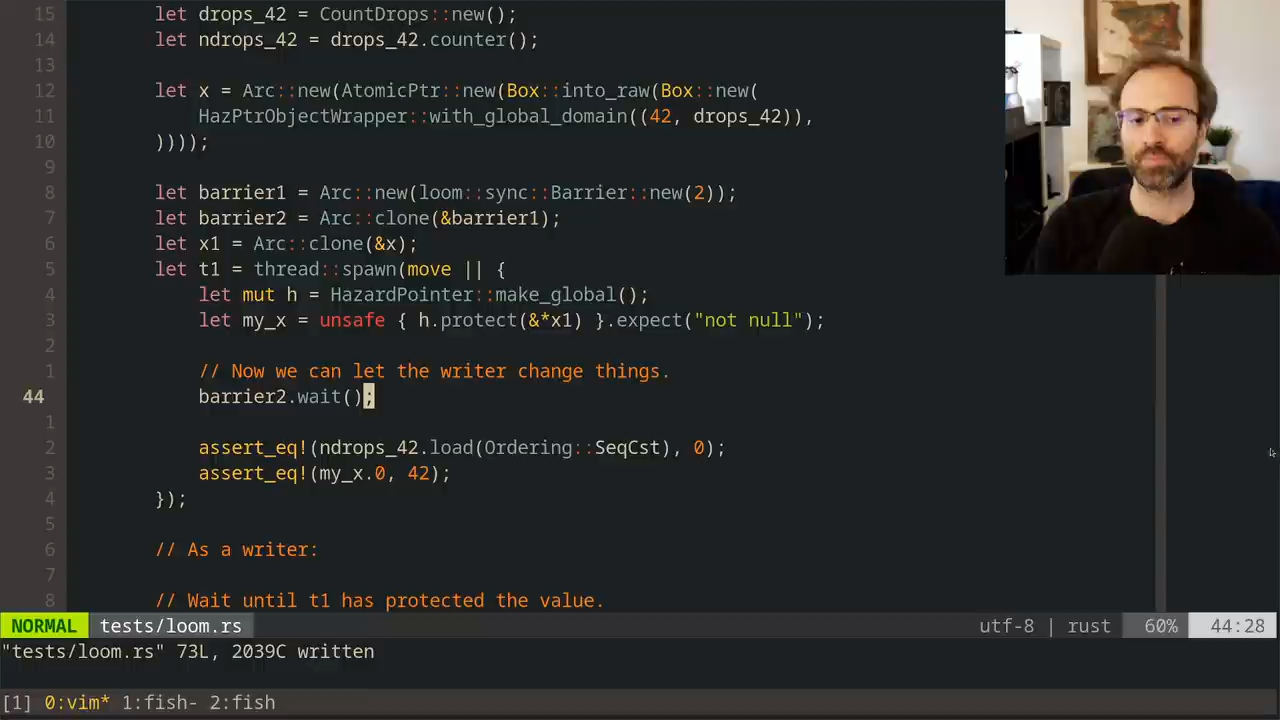 15 let drops_42 = CountDrops::new();
14 let ndrops_42 = drops_42.counter();
13
12 let x = Arc::new(AtomicPtr::new(Box::into_raw(Box::new(
11 HazPtrObjectWrapper::with_global_domain((42, drops_42)),
10 ))));
9
8 let barrier1 = Arc::new(loom::sync::Barrier::new(2));
7 let barrier2 = Arc::clone(&barrier1);
6 let x1 = Arc::clone(&x);
5 let t1 = thread::spawn(move || {
4 let mut h = HazardPointer::make_global();
3 let my_x = unsafe { h.protect(&*x1) }.expect("not null");
2
1 // Now we can let the writer change things.
44 barrier2.wait();
1
2 assert_eq!(ndrops_42.load(Ordering::SeqCst), 0);
3 assert_eq!(my_x.0, 42);
4 });
5
6 // As a writer:
7
8 // Wait until t1 has protected the value.
NORMAL tests/loom.rs utf-8 | rust 60% 44:28
"tests/loom.rs" 73L, 2039C written
[1] 0:vim* 1:fish- 2:fish